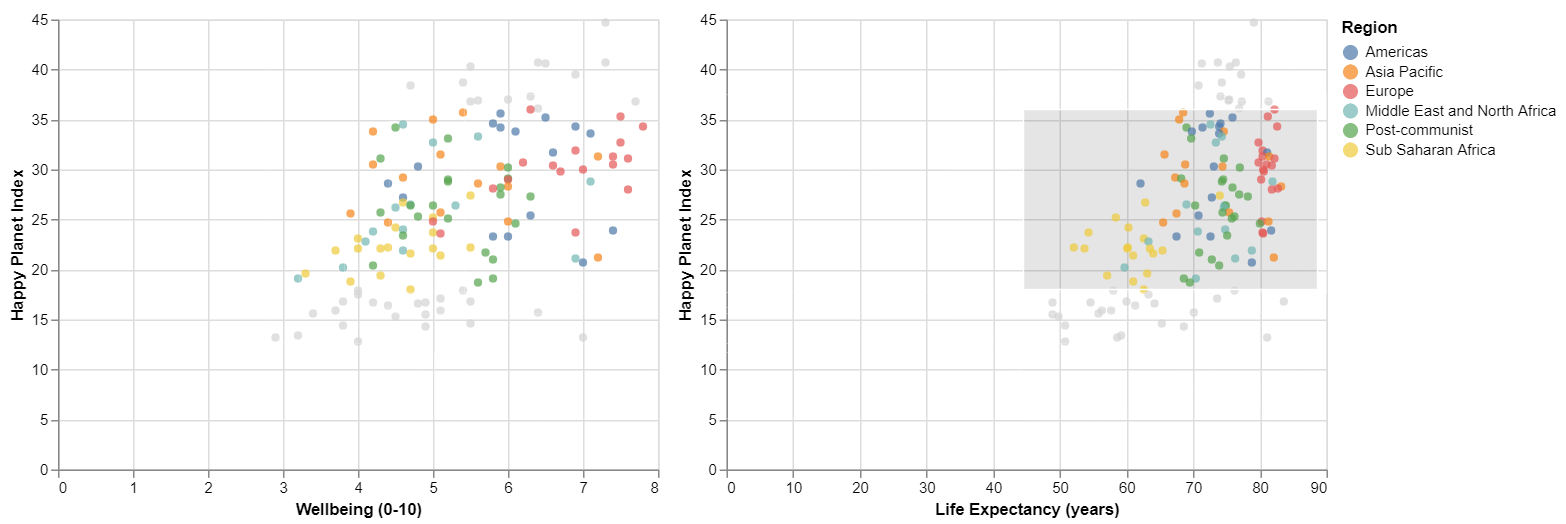 45
40
35
30
25
20
15
10
5
0
Happy Planet Index
0 1 2 3 4 5 6 7 8
Wellbeing (0-10)
45
40
35
30
25
20
15
10
5
0
Happy Planet Index
0 10 20 30 40 50 60 70 80 90
Life Expectancy (years)
Region
Americas
Asia Pacific
Europe
Middle East and North Africa
Post-communist
Sub Saharan Africa